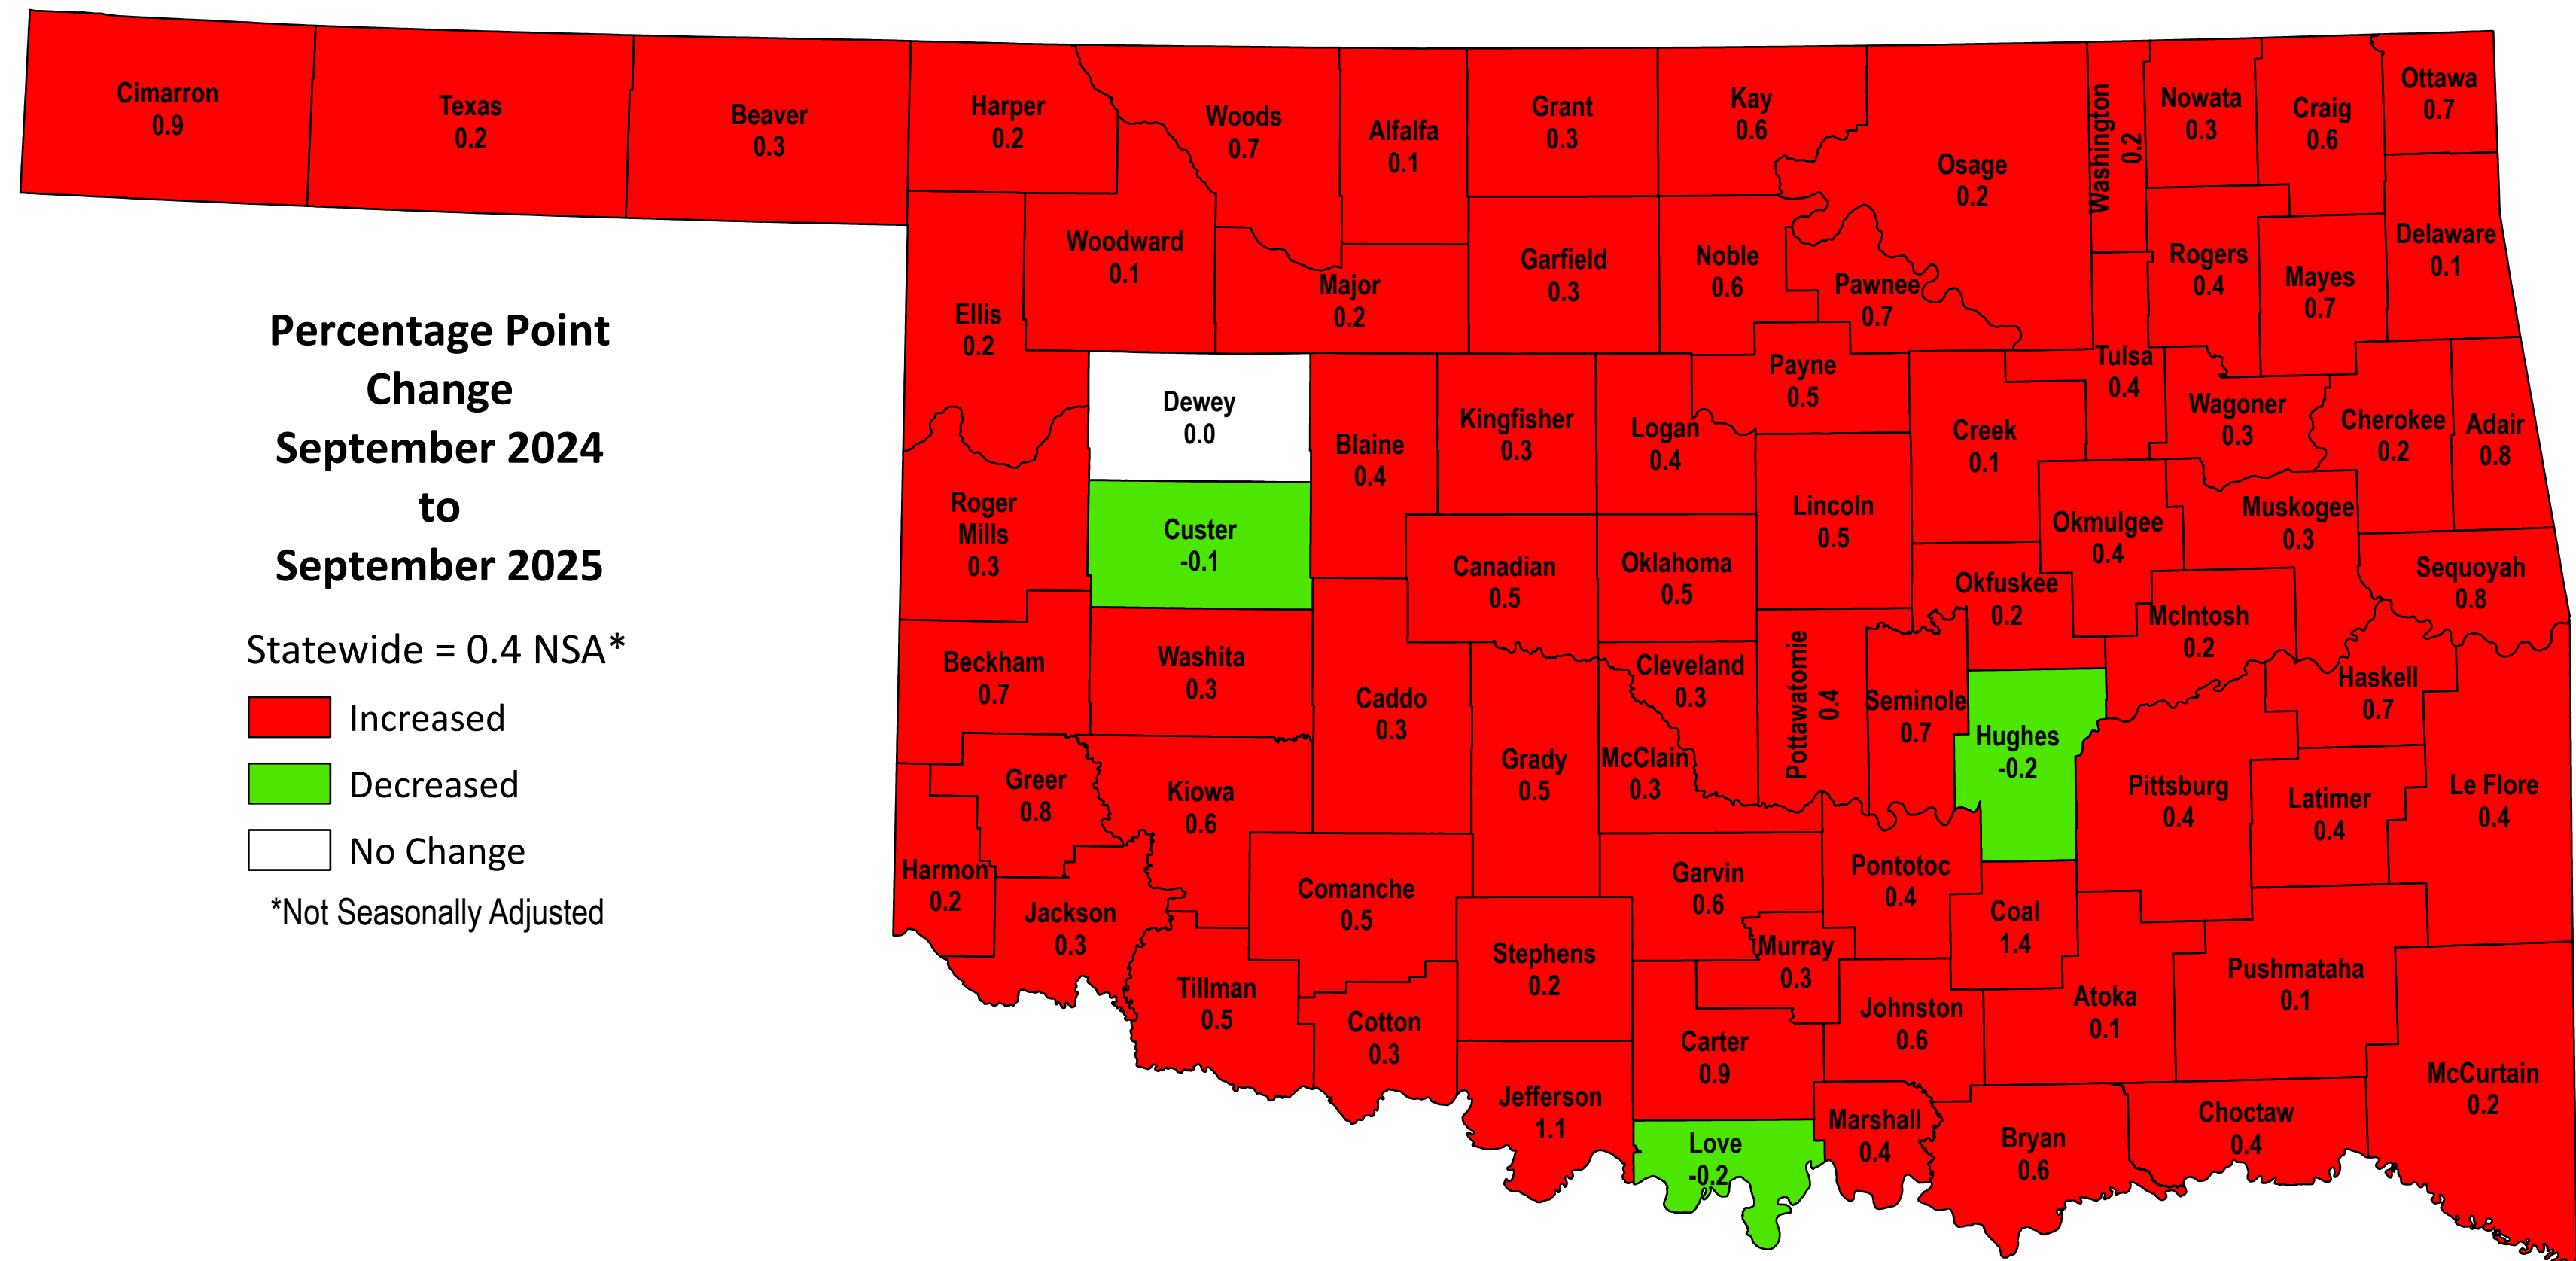 Cimarron
0.9
Texas
0.2
Beaver
0.3
Harper
0.2
Woods
0.7
Alfalfa
0.1
Grant
0.3
Kay
0.6
Osage
0.2
Washington
0.2
Nowata
0.3
Craig
0.6
Ottawa
0.7
Ellis
0.2
Woodward
0.1
Major
0.2
Garfield
0.3
Noble
0.6
Pawnee
0.7
Rogers
0.4
Mayes
0.7
Delaware
0.1
Percentage Point
Change
September 2024
to
September 2025
Statewide = 0.4 NSA*
Increased
Decreased
No Change
*Not Seasonally Adjusted
Dewey
0.0
Blaine
0.4
Kingfisher
0.3
Logan
0.4
Payne
0.5
Creek
0.1
Tulsa
0.4
Wagoner
0.3
Cherokee
0.2
Adair
0.8
Roger
Mills
0.3
Custer
-0.1
Canadian
0.5
Oklahoma
0.5
Lincoln
0.5
Okfuskee
0.2
Okmulgee
0.4
Muskogee
0.3
McIntosh
0.2
Sequoyah
0.8
Beckham
0.7
Washita
0.3
Caddo
0.3
Grady
0.5
Cleveland
0.3
McClain
0.3
Pottawatomie
0.4
Seminole
0.7
Hughes
-0.2
Pittsburg
0.4
Haskell
0.7
Latimer
0.4
Le Flore
0.4
Greer
0.8
Kiowa
0.6
Harmon
0.2
Jackson
0.3
Comanche
0.5
Garvin
0.6
Pontotoc
0.4
Coal
1.4
Tillman
0.5
Cotton
0.3
Stephens
0.2
Murray
0.3
Johnston
0.6
Atoka
0.1
Pushmataha
0.1
Jefferson
1.1
Carter
0.9
Love
-0.2
Marshall
0.4
Bryan
0.6
Choctaw
0.4
McCurtain
0.2